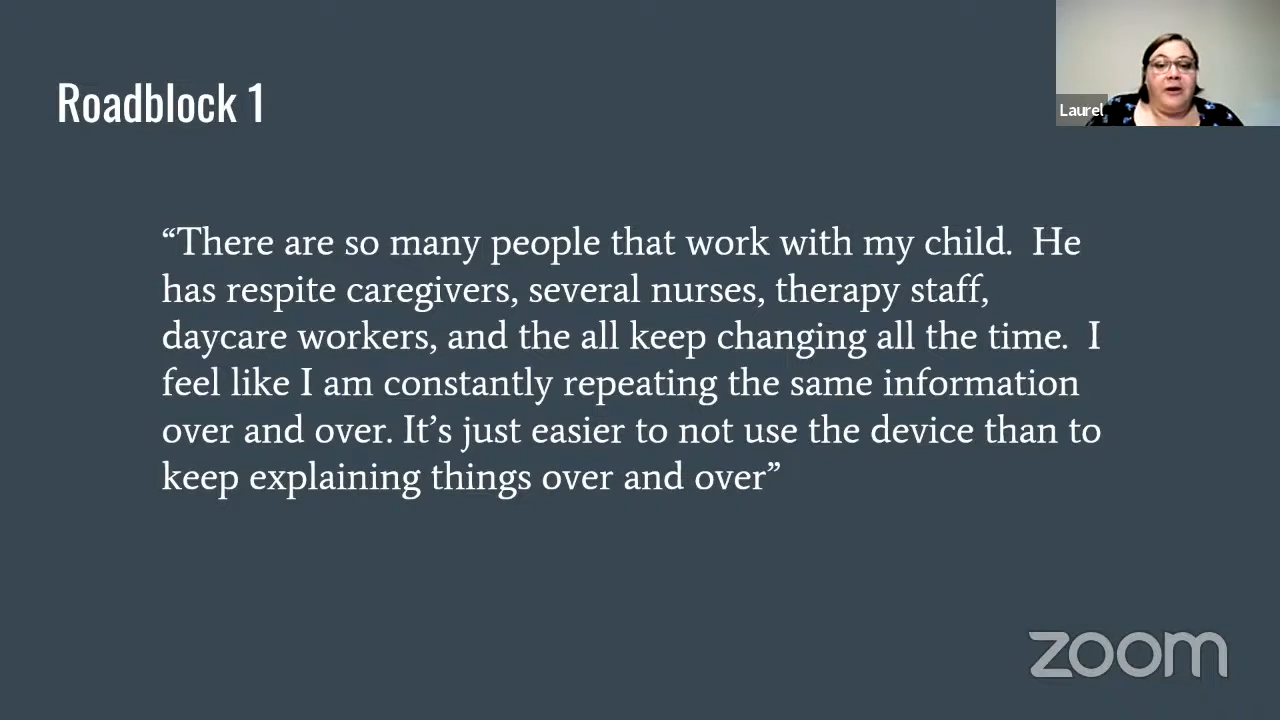 Roadblock 1
Laurel
“There are so many people that work with my child.  He
has respite caregivers, several nurses, therapy staff,
daycare workers, and the all keep changing all the time.  I
feel like I am constantly repeating the same information
over and over. It’s just easier to not use the device than to
keep explaining things over and over”
zoom